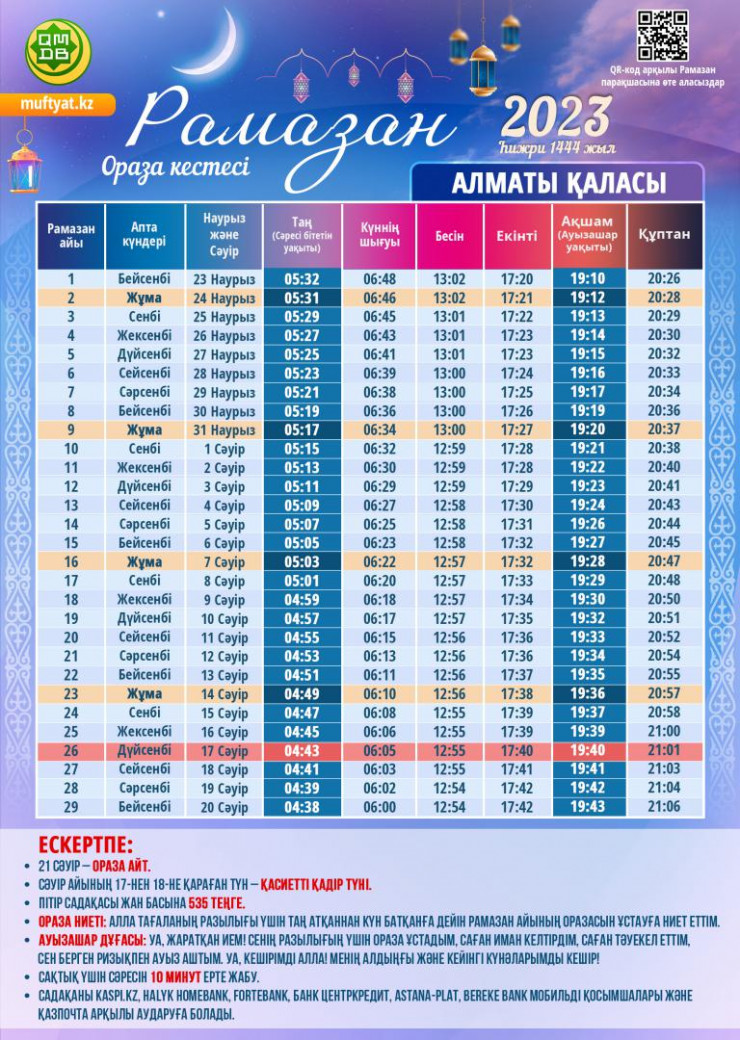 QMDB
muftyat.kz
QR-код арқылы Рамазан
парақшасына өте аласыздар
Рамазан 2023
Һижри 1444 жыл
Ораза кестесі
АЛМАТЫ ҚАЛАСЫ
Рамазан айы | Апта күндері | Наурыз және Сәуір | Таң (Сәресі бітетін уақыты) | Күннің шығуы | Бесін | Екінті | Ақшам (Ауызашар уақыты) | Құптан
1 Бейсенбі 23 Наурыз 05:32 06:48 13:02 17:20 19:10 20:26
2 Жұма 24 Наурыз 05:31 06:46 13:02 17:21 19:12 20:28
3 Сенбі 25 Наурыз 05:29 06:45 13:01 17:22 19:13 20:29
4 Жексенбі 26 Наурыз 05:27 06:43 13:01 17:23 19:14 20:30
5 Дүйсенбі 27 Наурыз 05:25 06:41 13:01 17:23 19:15 20:32
6 Сейсенбі 28 Наурыз 05:23 06:39 13:00 17:24 19:16 20:33
7 Сәрсенбі 29 Наурыз 05:21 06:38 13:00 17:25 19:17 20:34
8 Бейсенбі 30 Наурыз 05:19 06:36 13:00 17:26 19:19 20:36
9 Жұма 31 Наурыз 05:17 06:34 13:00 17:27 19:20 20:37
10 Сенбі 1 Сәуір 05:15 06:32 12:59 17:28 19:21 20:38
11 Жексенбі 2 Сәуір 05:13 06:30 12:59 17:28 19:22 20:40
12 Дүйсенбі 3 Сәуір 05:11 06:29 12:59 17:29 19:23 20:41
13 Сейсенбі 4 Сәуір 05:09 06:27 12:58 17:30 19:24 20:43
14 Сәрсенбі 5 Сәуір 05:07 06:25 12:58 17:31 19:26 20:44
15 Бейсенбі 6 Сәуір 05:05 06:23 12:58 17:32 19:27 20:45
16 Жұма 7 Сәуір 05:03 06:22 12:57 17:32 19:28 20:47
17 Сенбі 8 Сәуір 05:01 06:20 12:57 17:33 19:29 20:48
18 Жексенбі 9 Сәуір 04:59 06:18 12:57 17:34 19:30 20:50
19 Дүйсенбі 10 Сәуір 04:57 06:17 12:57 17:35 19:32 20:51
20 Сейсенбі 11 Сәуір 04:55 06:15 12:56 17:36 19:33 20:52
21 Сәрсенбі 12 Сәуір 04:53 06:13 12:56 17:36 19:34 20:54
22 Бейсенбі 13 Сәуір 04:51 06:11 12:56 17:37 19:35 20:55
23 Жұма 14 Сәуір 04:49 06:10 12:56 17:38 19:36 20:57
24 Сенбі 15 Сәуір 04:47 06:08 12:55 17:39 19:37 20:58
25 Жексенбі 16 Сәуір 04:45 06:06 12:55 17:39 19:39 21:00
26 Дүйсенбі 17 Сәуір 04:43 06:05 12:55 17:40 19:40 21:01
27 Сейсенбі 18 Сәуір 04:41 06:03 12:55 17:41 19:41 21:03
28 Сәрсенбі 19 Сәуір 04:39 06:02 12:54 17:42 19:42 21:04
29 Бейсенбі 20 Сәуір 04:38 06:00 12:54 17:42 19:43 21:06
ЕСКЕРТПЕ:
• 21 СӘУІР – ОРАЗА АЙТ.
• СӘУІР АЙЫНЫҢ 17-НЕН 18-НЕ ҚАРАҒАН ТҮН – ҚАСИЕТТІ ҚАДІР ТҮНІ.
• ПІТІР САДАҚАСЫ ЖАН БАСЫНА 535 ТЕҢГЕ.
• ОРАЗА НИЕТІ: АЛЛА ТАҒАЛАНЫҢ РАЗЫЛЫҒЫ ҮШІН ТАҢ АТҚАННАН КҮН БАТҚАНҒА ДЕЙІН РАМАЗАН АЙЫНЫҢ ОРАЗАСЫН ҰСТАУҒА НИЕТ ЕТТІМ.
• АУЫЗАШАР ДҰҒАСЫ: УА, ЖАРАТҚАН ИЕМ! СЕНІҢ РАЗЫЛЫҒЫҢ ҮШІН ОРАЗА ҰСТАДЫМ, САҒАН ИМАН КЕЛТІРДІМ, САҒАН ТӘУЕКЕЛ ЕТТІМ,
СЕН БЕРГЕН РИЗЫҚПЕН АУЫЗ АШТЫМ. УА, КЕШІРІМДІ АЛЛА! МЕНІҢ АЛДЫҢҒЫ ЖӘНЕ КЕЙІНГІ КҮНӘЛАРЫМДЫ КЕШІР!
• САҚТЫҚ ҮШІН СӘРЕСІН 10 МИНУТ ЕРТЕ ЖАБУ.
• САДАҚАНЫ KASPI.KZ, HALYK HOMEBANK, FORTEBANK, БАНК ЦЕНТРКРЕДИТ, ASTANA-PLAT, BEREKE BANK МОБИЛЬДІ ҚОСЫМШАЛАРЫ ЖӘНЕ
ҚАЗПОЧТА АРҚЫЛЫ АУДАРУҒА БОЛАДЫ.